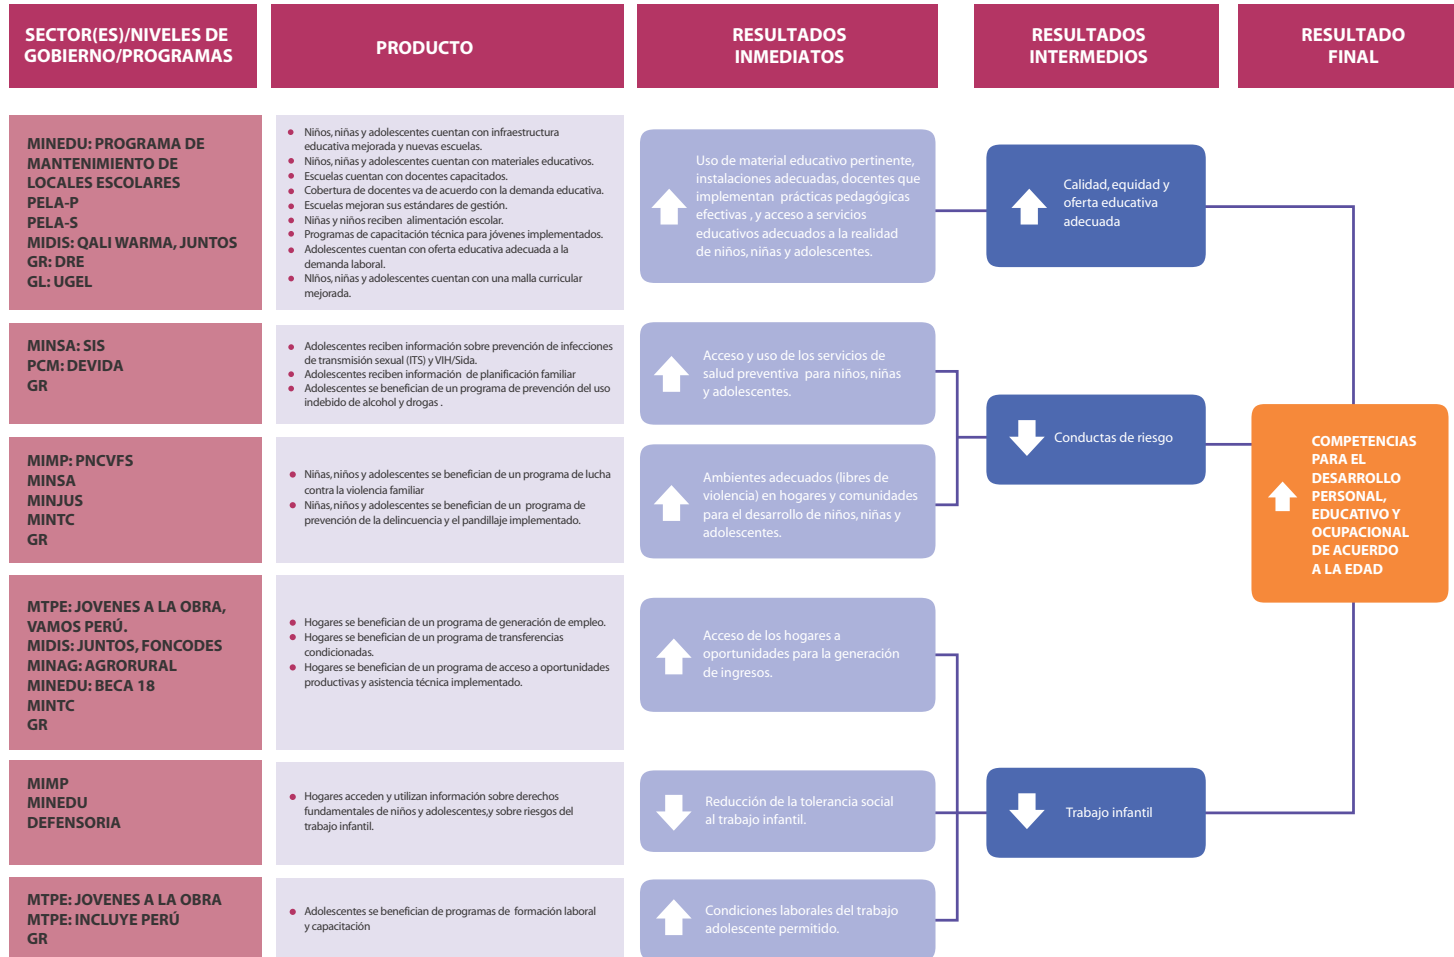 SECTOR(ES)/NIVELES DE
GOBIERNO/PROGRAMAS
PRODUCTO
RESULTADOS
INMEDIATOS
RESULTADOS
INTERMEDIOS
RESULTADO
FINAL
MINEDU: PROGRAMA DE
MANTENIMIENTO DE
LOCALES ESCOLARES
PELA-P
PELA-S
MIDIS: QALI WARMA, JUNTOS
GR: DRE
GL: UGEL
Niños, niñas y adolescentes cuentan con infraestructura
educativa mejorada y nuevas escuelas.
Niños, niñas y adolescentes cuentan con materiales educativos.
Escuelas cuentan con docentes capacitados.
Cobertura de docentes va de acuerdo con la demanda educativa.
Escuelas mejoran sus estándares de gestión.
Niñas y niños reciben alimentación escolar.
Programas de capacitación técnica para jóvenes implementados.
Adolescentes cuentan con oferta educativa adecuada a la
demanda laboral.
NIños, niñas y adolescentes cuentan con una malla curricular
mejorada.
Uso de material educativo pertinente,
instalaciones adecuadas, docentes que
implementan prácticas pedagógicas
efectivas , y acceso a servicios
educativos adecuados a la realidad
de niños, niñas y adolescentes.
Calidad, equidad y
oferta educativa
adecuada
MINSA: SIS
PCM: DEVIDA
GR
Adolescentes reciben información sobre prevención de infecciones
de transmisión sexual (ITS) y VIH/Sida.
Adolescentes reciben información de planificación familiar
Adolescentes se benefician de un programa de prevención del uso
indebido de alcohol y drogas .
Acceso y uso de los servicios de
salud preventiva para niños, niñas
y adolescentes.
Conductas de riesgo
MIMP: PNCVFS
MINSA
MINJUS
MINTC
GR
Niñas, niños y adolescentes se benefician de un programa de lucha
contra la violencia familiar
Niñas, niños y adolescentes se benefician de un programa de
prevención de la delincuencia y el pandillaje implementado.
Ambientes adecuados (libres de
violencia) en hogares y comunidades
para el desarrollo de niños, niñas y
adolescentes.
COMPETENCIAS
PARA EL
DESARROLLO
PERSONAL,
EDUCATIVO Y
OCUPACIONAL
DE ACUERDO
A LA EDAD
MTPE: JOVENES A LA OBRA,
VAMOS PERÚ.
MIDIS: JUNTOS, FONCODES
MINAG: AGRORURAL
MINEDU: BECA 18
MINTC
GR
Hogares se benefician de un programa de generación de empleo.
Hogares se benefician de un programa de transferencias
condicionadas.
Hogares se benefician de un programa de acceso a oportunidades
productivas y asistencia técnica implementado.
Acceso de los hogares a
oportunidades para la generación
de ingresos.
MIMP
MINEDU
DEFENSORIA
Hogares acceden y utilizan información sobre derechos
fundamentales de niños y adolescentes,y sobre riesgos del
trabajo infantil.
Reducción de la tolerancia social
al trabajo infantil.
Trabajo infantil
MTPE: JOVENES A LA OBRA
MTPE: INCLUYE PERÚ
GR
Adolescentes se benefician de programas de formación laboral
y capacitación
Condiciones laborales del trabajo
adolescente permitido.